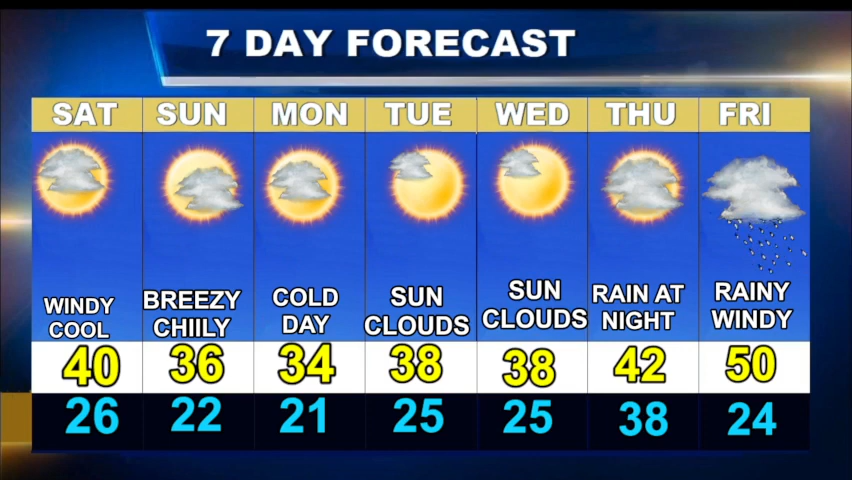 7 DAY FORECAST
SAT SUN MON TUE WED THU FRI
WINDY COOL
BREEZY CHIILY
COLD DAY
SUN CLOUDS
SUN CLOUDS
RAIN AT NIGHT
RAINY WINDY
40 36 34 38 38 42 50
26 22 21 25 25 38 24